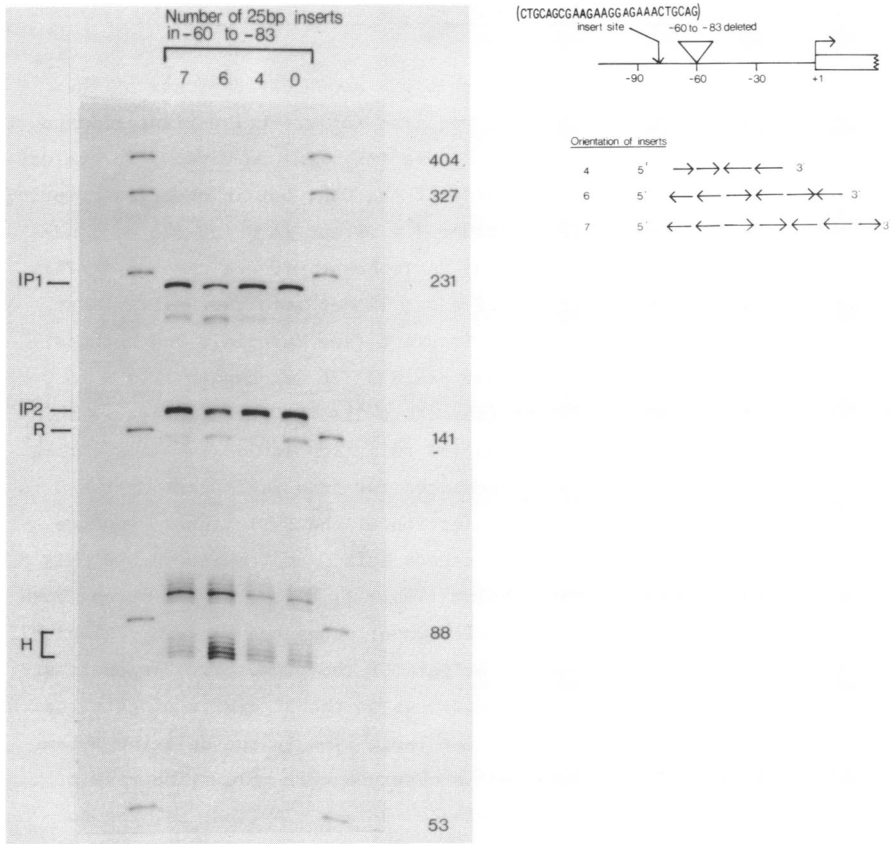 Number of 25bp inserts
in -60 to -83
7 6 4 0
404
327
IP1
231
IP2
R
141
88
H
53
(CTGCAGCGAAGAAGGAGAAACTGCAG)
insert site
-60 to -83 deleted
-90 -60 -30 +1
Orientation of inserts
4 5' 3'
6 5' 3'
7 5' 3'